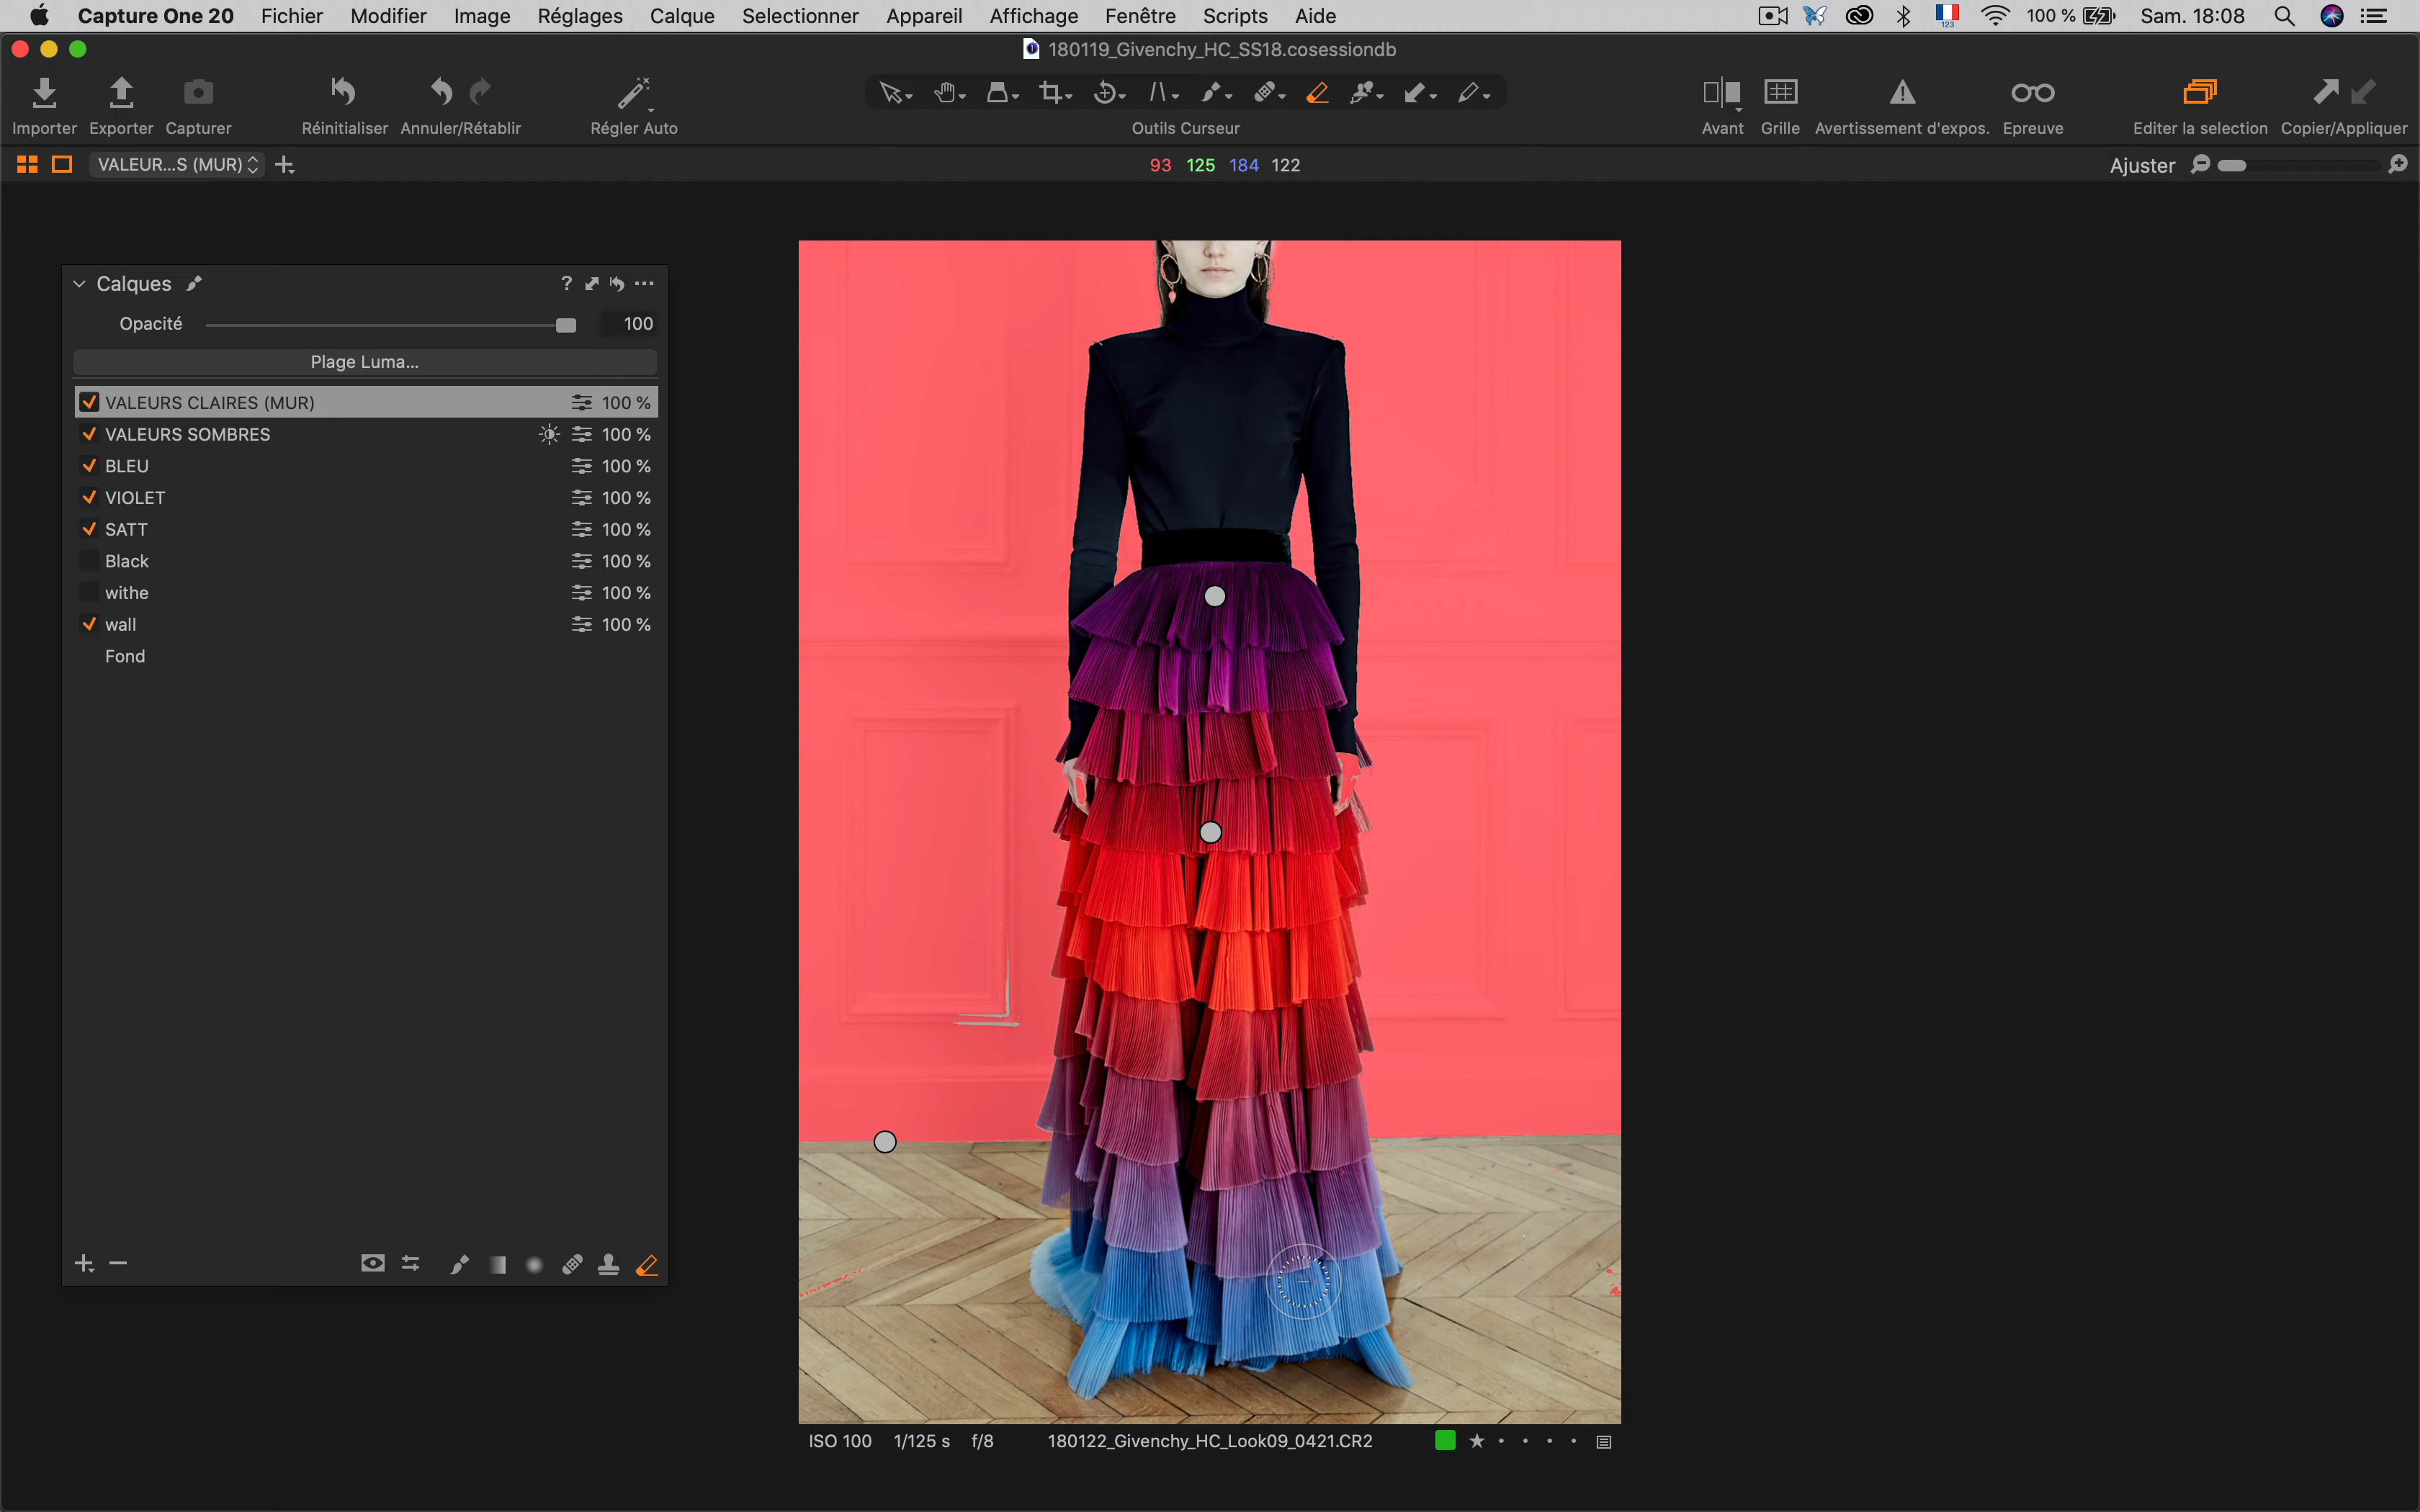 Capture One 20 Fichier Modifier Image Réglages Calque Selectionner Appareil Affichage Fenêtre Scripts Aide 123 100 % Sam. 18:08
180119_Givenchy_HC_SS18.cosessiondb
Importer Exporter Capturer Réinitialiser Annuler/Rétablir Régler Auto Outils Curseur Avant Grille Avertissement d'expos. Epreuve Editer la selection Copier/Appliquer
VALEUR...S (MUR) 93 125 184 122 Ajuster
Calques ? ...
Opacité 100
Plage Luma...
VALEURS CLAIRES (MUR) 100 %
VALEURS SOMBRES 100 %
BLEU 100 %
VIOLET 100 %
SATT 100 %
Black 100 %
withe 100 %
wall 100 %
Fond
ISO 100 1/125 s f/8 180122_Givenchy_HC_Look09_0421.CR2